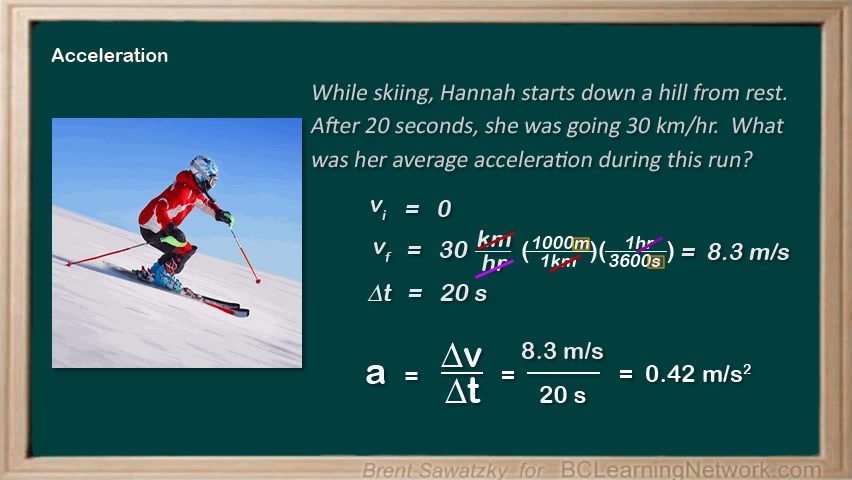 Acceleration
While skiing, Hannah starts down a hill from rest.
After 20 seconds, she was going 30 km/hr. What
was her average acceleration during this run?
vᵢ = 0
v_f = 30 km/hr (1000m/1km)(1hr/3600s) = 8.3 m/s
Δt = 20 s
a = Δv/Δt = 8.3 m/s / 20 s = 0.42 m/s²
Brent Sawatzky for BCLearningNetwork.com